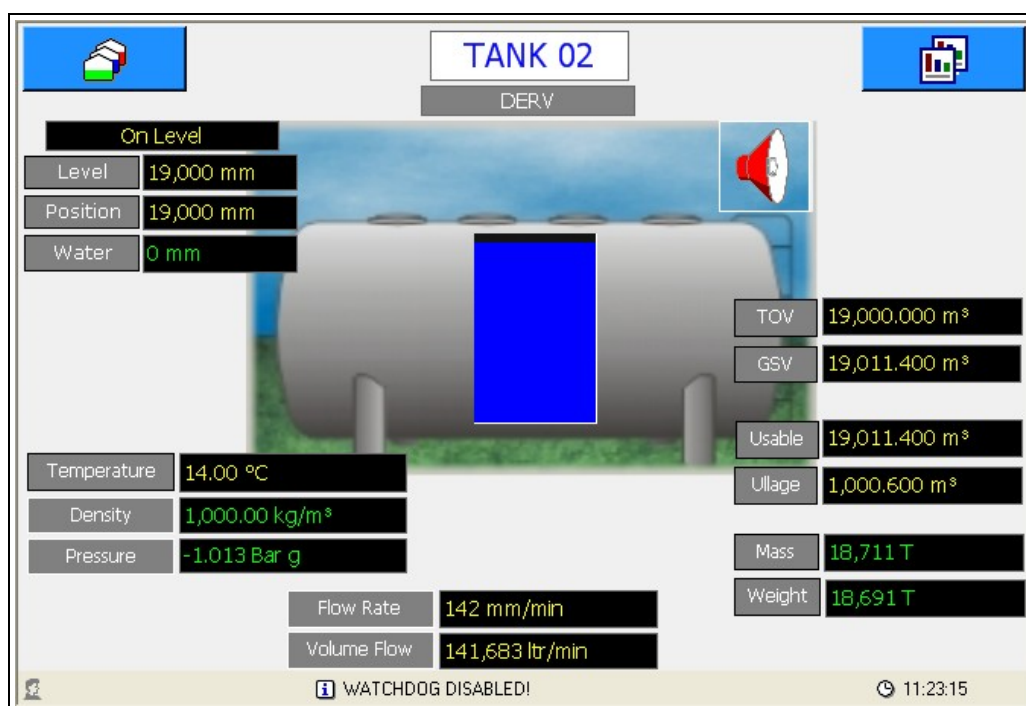 TANK 02
DERV
On Level
Level 19,000 mm
Position 19,000 mm
Water 0 mm
TOV 19,000.000 m³
GSV 19,011.400 m³
Usable 19,011.400 m³
Ullage 1,000.600 m³
Temperature 14.00 °C
Density 1,000.00 kg/m³
Pressure -1.013 Bar g
Mass 18,711 T
Weight 18,691 T
Flow Rate 142 mm/min
Volume Flow 141,683 ltr/min
WATCHDOG DISABLED!
11:23:15